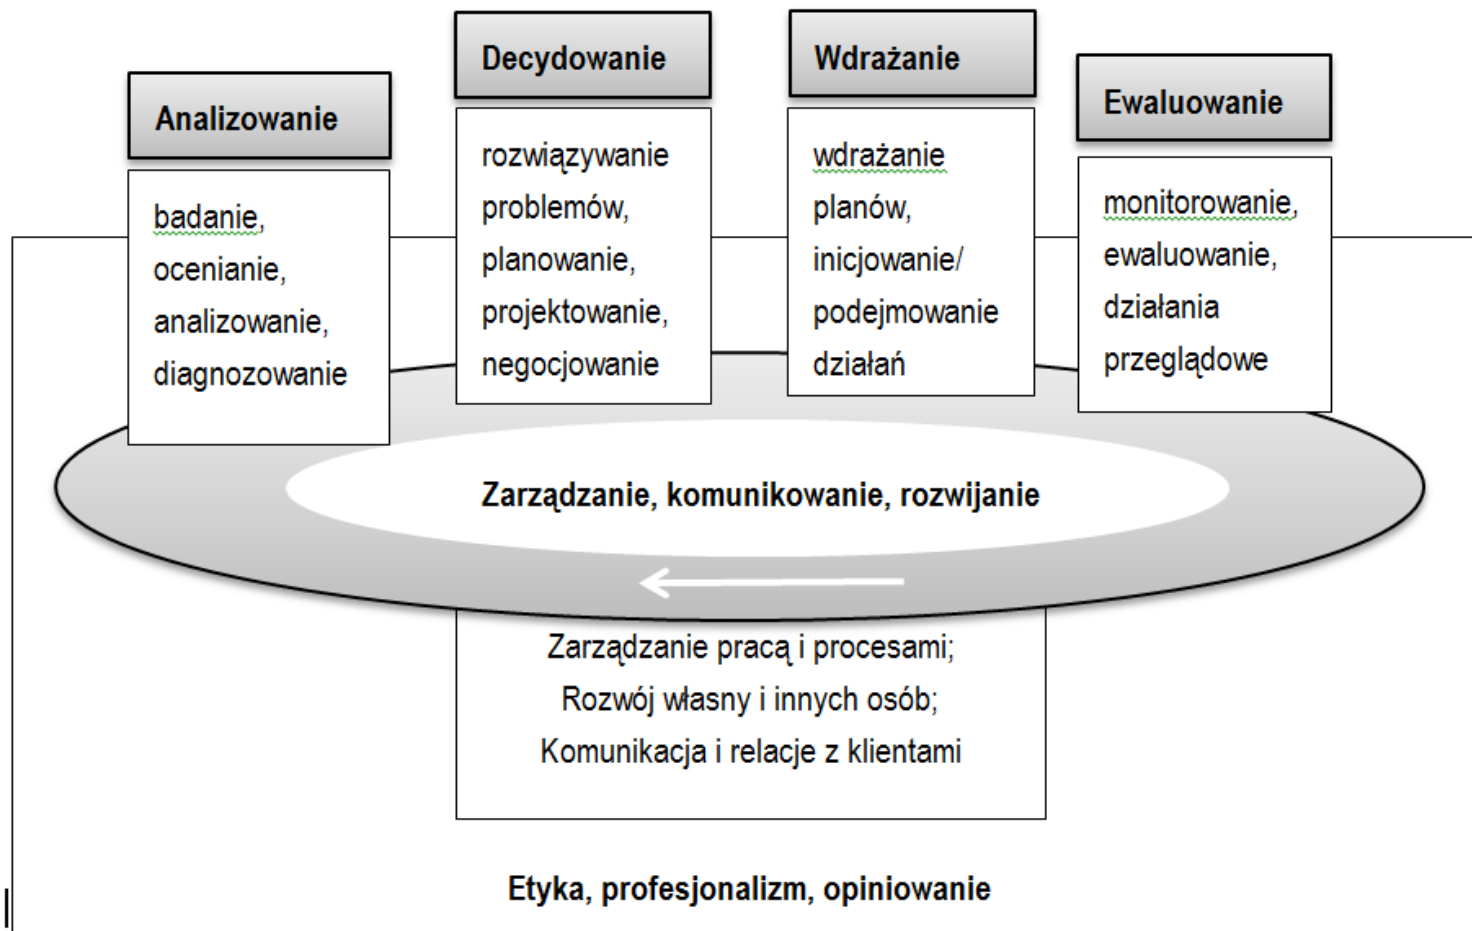 Analizowanie
badanie,
ocenianie,
analizowanie,
diagnozowanie
Decydowanie
rozwiązywanie
problemów,
planowanie,
projektowanie,
negocjowanie
Wdrażanie
wdrażanie
planów,
inicjowanie/
podejmowanie
działań
Ewaluowanie
monitorowanie,
ewaluowanie,
działania
przeglądowe
Zarządzanie, komunikowanie, rozwijanie
Zarządzanie pracą i procesami;
Rozwój własny i innych osób;
Komunikacja i relacje z klientami
Etyka, profesjonalizm, opiniowanie